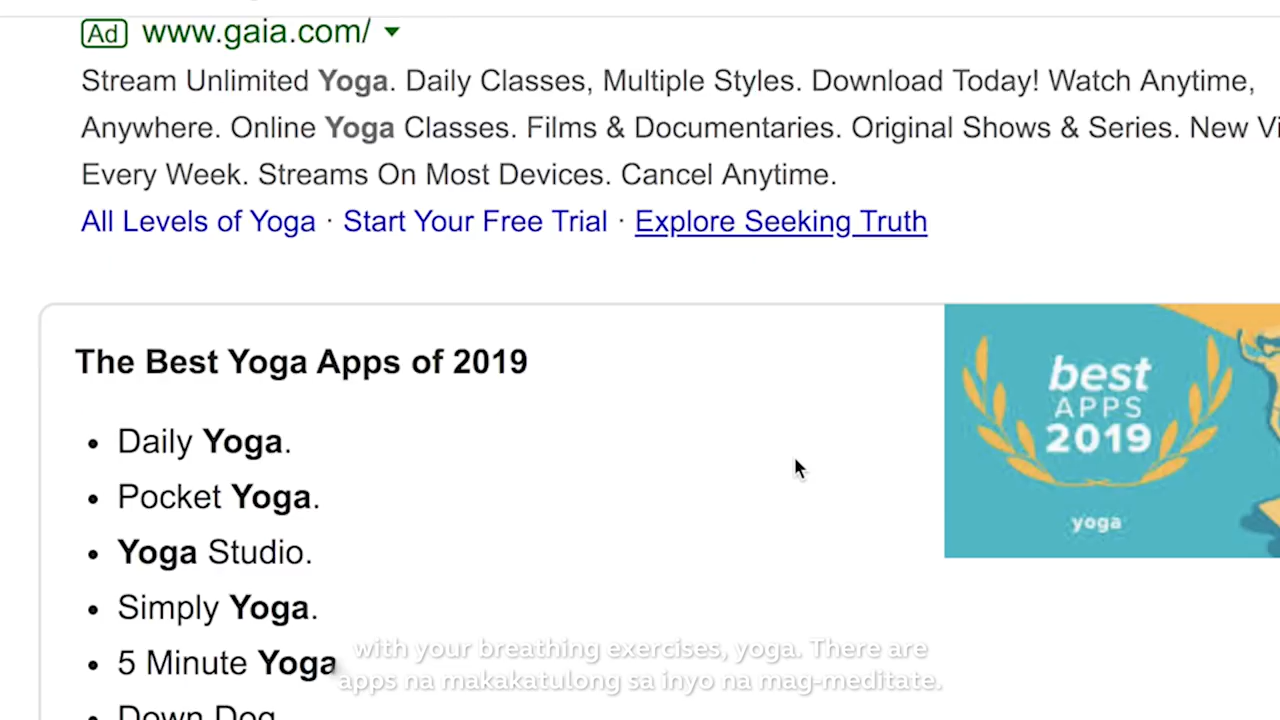 Ad www.gaia.com/
Stream Unlimited Yoga. Daily Classes, Multiple Styles. Download Today! Watch Anytime,
Anywhere. Online Yoga Classes. Films & Documentaries. Original Shows & Series. New
Every Week. Streams On Most Devices. Cancel Anytime.
All Levels of Yoga · Start Your Free Trial · Explore Seeking Truth
The Best Yoga Apps of 2019
best
APPS
2019
yoga
• Daily Yoga.
• Pocket Yoga.
• Yoga Studio.
• Simply Yoga.
• 5 Minute Yoga
• Down Dog
with your breathing exercises, yoga. There are
apps na makakatulong sa inyo na mag-meditate.